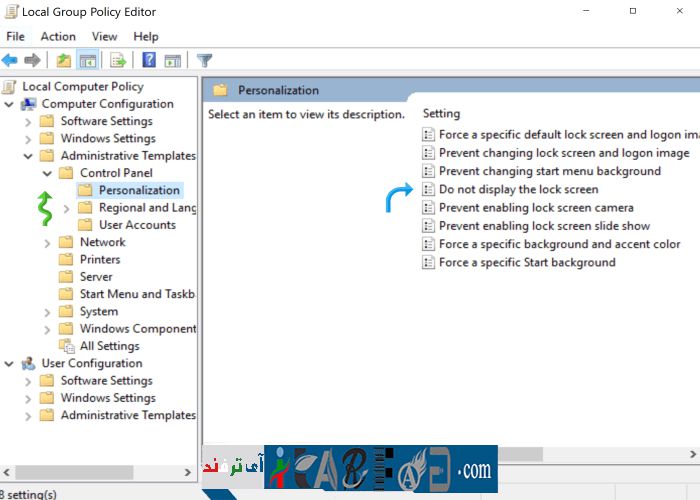 Local Group Policy Editor
File Action View Help
Local Computer Policy
Computer Configuration
Software Settings
Windows Settings
Administrative Templates
Control Panel
Personalization
Regional and Lang
User Accounts
Network
Printers
Server
Start Menu and Taskb
System
Windows Component
All Settings
User Configuration
Software Settings
Windows Settings
Administrative Templates
Personalization
Select an item to view its description.
Setting
Force a specific default lock screen and logon ima
Prevent changing lock screen and logon image
Prevent changing start menu background
Do not display the lock screen
Prevent enabling lock screen camera
Prevent enabling lock screen slide show
Force a specific background and accent color
Force a specific Start background
آی ترفند
.com
8 setting(s)